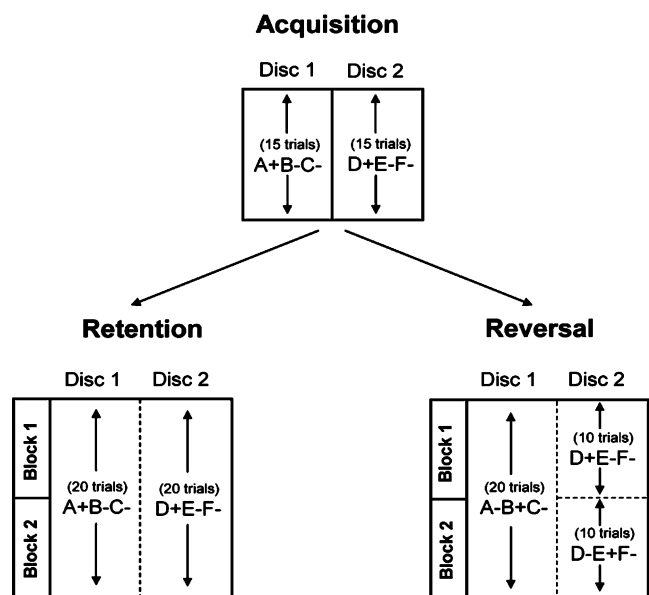 Acquisition
Disc 1 Disc 2
(15 trials) (15 trials)
A+B-C- D+E-F-
Retention
Disc 1 Disc 2
Block 1
(20 trials) (20 trials)
A+B-C- D+E-F-
Block 2
Reversal
Disc 1 Disc 2
Block 1
(10 trials)
D+E-F-
(20 trials)
A-B+C-
Block 2
(10 trials)
D-E+F-